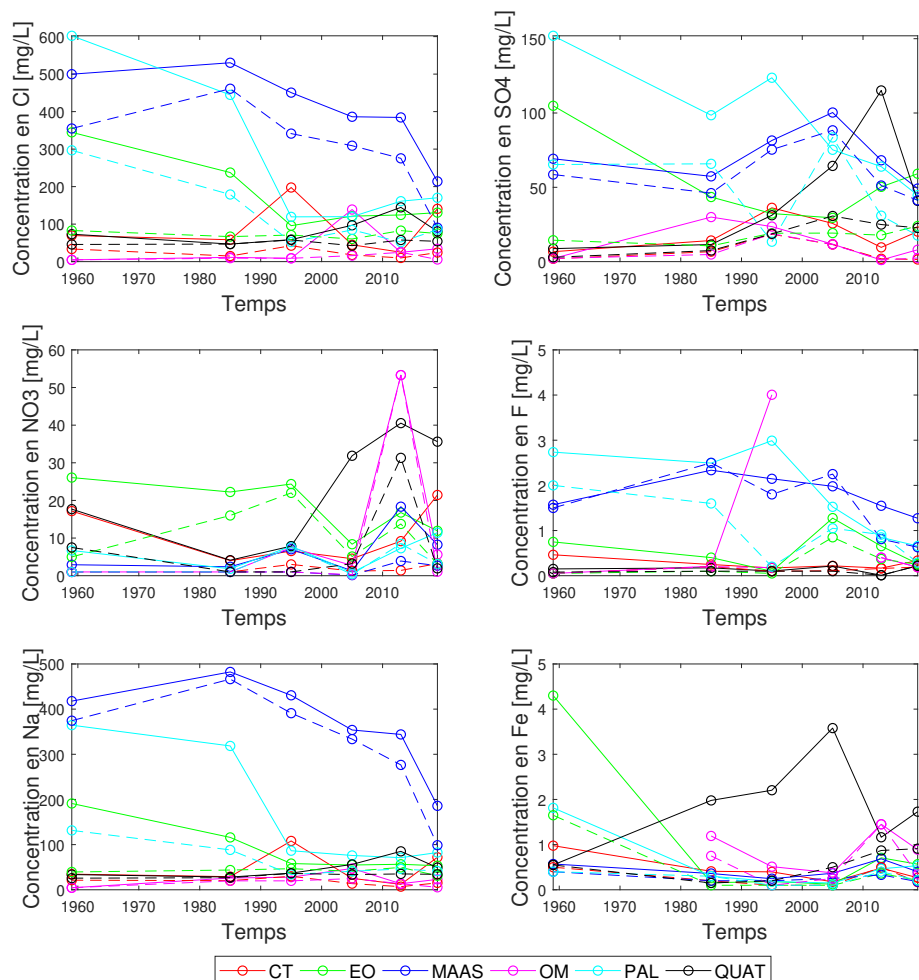 Concentration en Cl [mg/L]
600
500
400
300
200
100
0
1960 1970 1980 1990 2000 2010
Temps
Concentration en SO4 [mg/L]
150
100
50
0
1960 1970 1980 1990 2000 2010
Temps
Concentration en NO3 [mg/L]
60
50
40
30
20
10
0
1960 1970 1980 1990 2000 2010
Temps
Concentration en F [mg/L]
5
4
3
2
1
0
1960 1970 1980 1990 2000 2010
Temps
Concentration en Na [mg/L]
500
400
300
200
100
0
1960 1970 1980 1990 2000 2010
Temps
Concentration en Fe [mg/L]
5
4
3
2
1
0
1960 1970 1980 1990 2000 2010
Temps
CT EO MAAS OM PAL QUAT